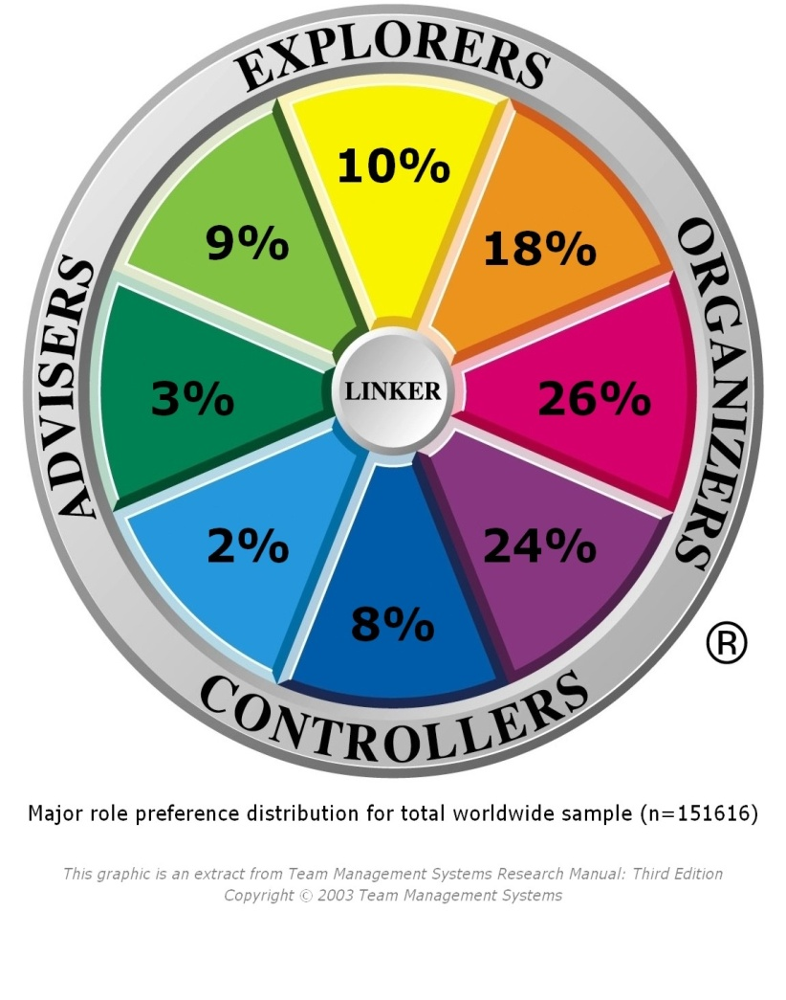 EXPLORERS
10%
9%
18%
ADVISERS
ORGANIZERS
3%
LINKER
26%
2%
24%
8%
®
CONTROLLERS
Major role preference distribution for total worldwide sample (n=151616)
This graphic is an extract from Team Management Systems Research Manual: Third Edition
Copyright © 2003 Team Management Systems